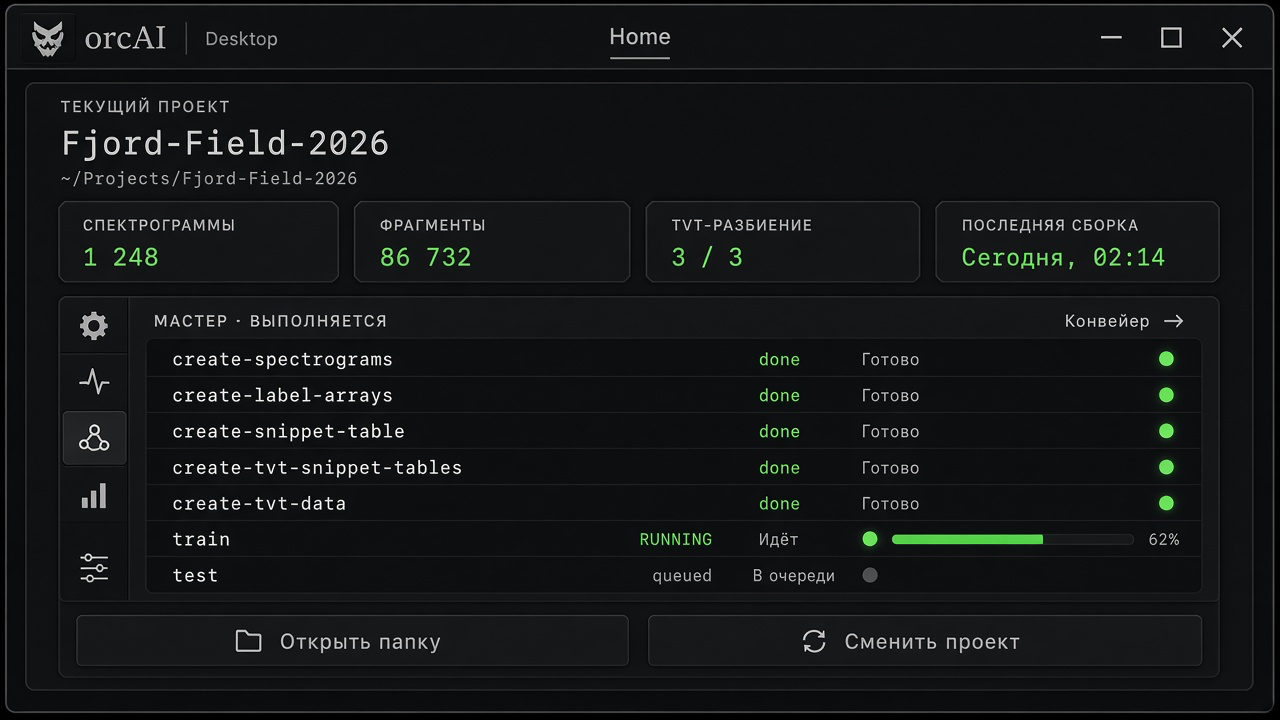 orcAI
Desktop
Home
ТЕКУЩИЙ ПРОЕКТ
Fjord-Field-2026
~/Projects/Fjord-Field-2026
СПЕКТРОГРАММЫ
1 248
ФРАГМЕНТЫ
86 732
TVT-РАЗБИЕНИЕ
3 / 3
ПОСЛЕДНЯЯ СБОРКА
Сегодня, 02:14
МАСТЕР · ВЫПОЛНЯЕТСЯ
Конвейер →
create-spectrograms done Готово
create-label-arrays done Готово
create-snippet-table done Готово
create-tvt-snippet-tables done Готово
create-tvt-data done Готово
train RUNNING Идёт 62%
test queued В очереди
Открыть папку
Сменить проект